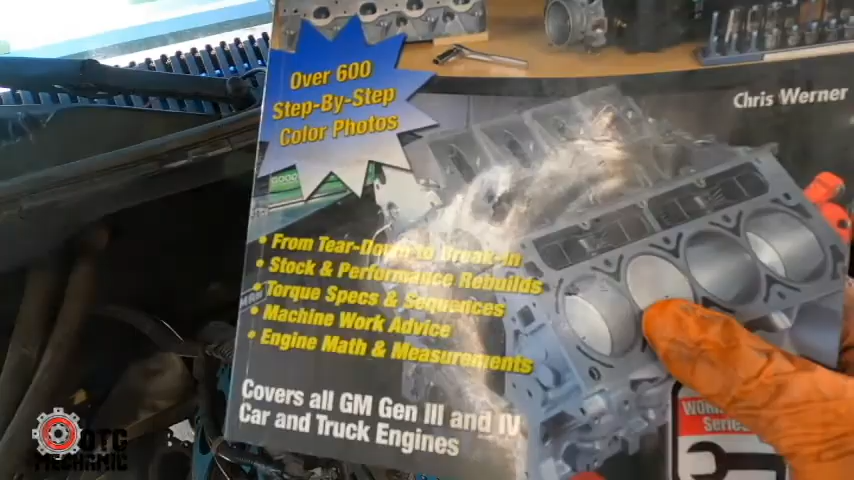 Over 600
Step-By-Step
Color Photos
Chris Werner
• From Tear-Down to Break-In
• Stock & Performance Rebuilds
• Torque Specs & Sequences
• Machine Work Advice
• Engine Math & Measurements
Covers all GM Gen III and IV
Car and Truck Engines
Series
OTG
MECHANIC